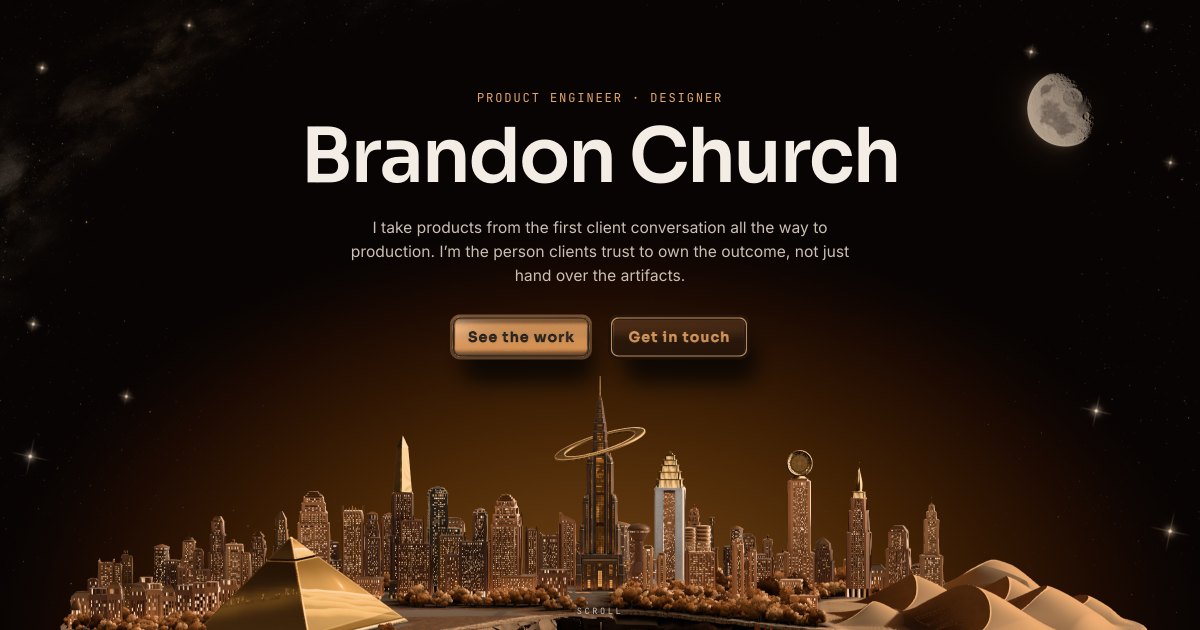 PRODUCT ENGINEER · DESIGNER
Brandon Church
I take products from the first client conversation all the way to
production. I’m the person clients trust to own the outcome, not just
hand over the artifacts.
See the work
Get in touch
SCROLL